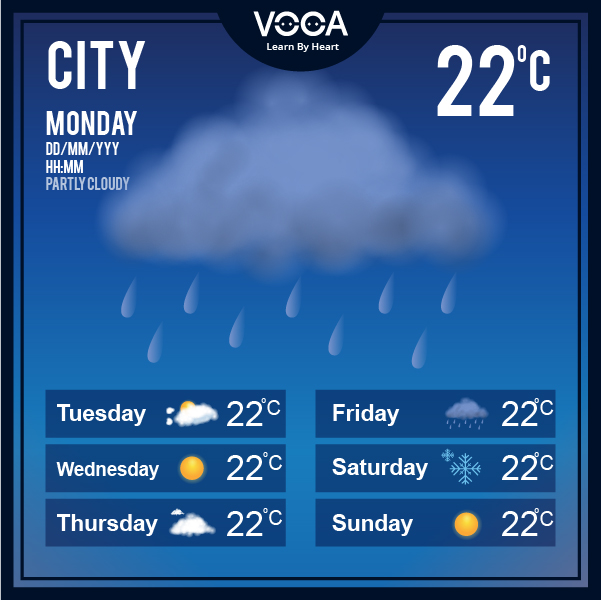 VOCA
Learn By Heart
CITY
22°C
MONDAY
DD/MM/YYY
HH:MM
PARTLY CLOUDY
Tuesday 22°C
Wednesday 22°C
Thursday 22°C
Friday 22°C
Saturday 22°C
Sunday 22°C